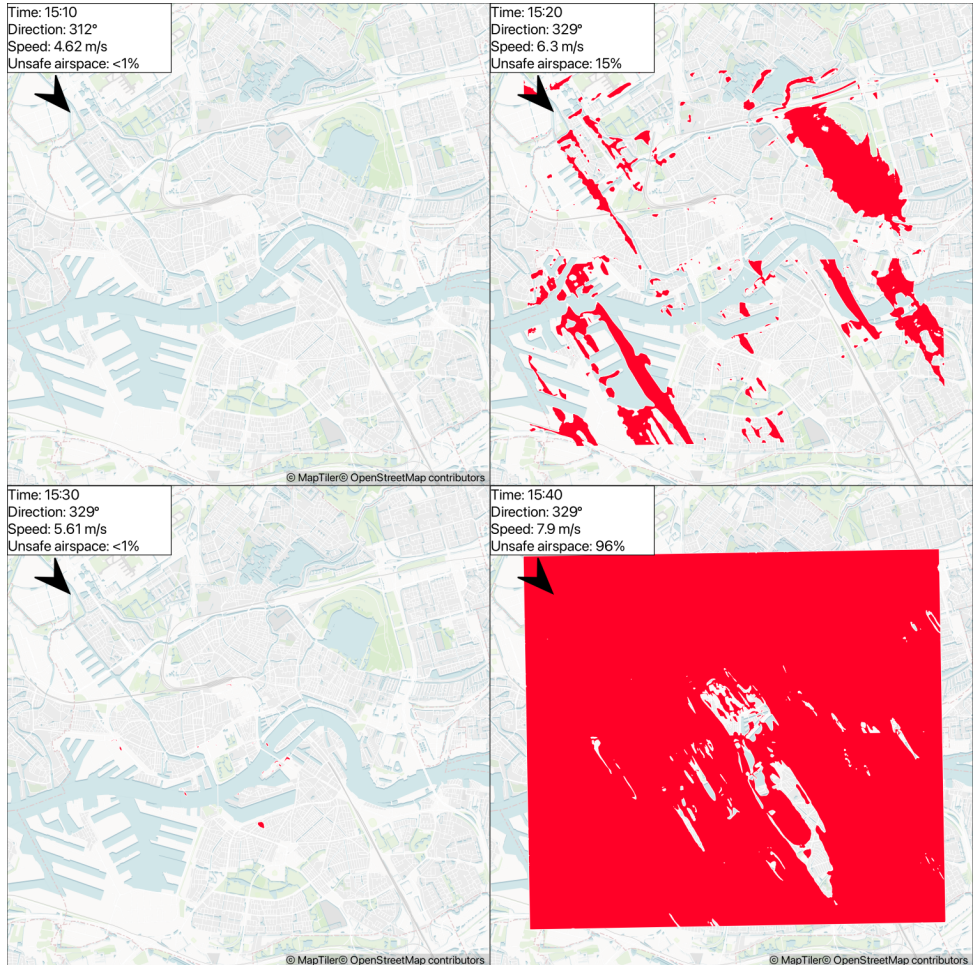 Time: 15:10
Direction: 312°
Speed: 4.62 m/s
Unsafe airspace: <1%
© MapTiler© OpenStreetMap contributors
Time: 15:20
Direction: 329°
Speed: 6.3 m/s
Unsafe airspace: 15%
Time: 15:30
Direction: 329°
Speed: 5.61 m/s
Unsafe airspace: <1%
© MapTiler© OpenStreetMap contributors
Time: 15:40
Direction: 329°
Speed: 7.9 m/s
Unsafe airspace: 96%
© MapTiler© OpenStreetMap contributors